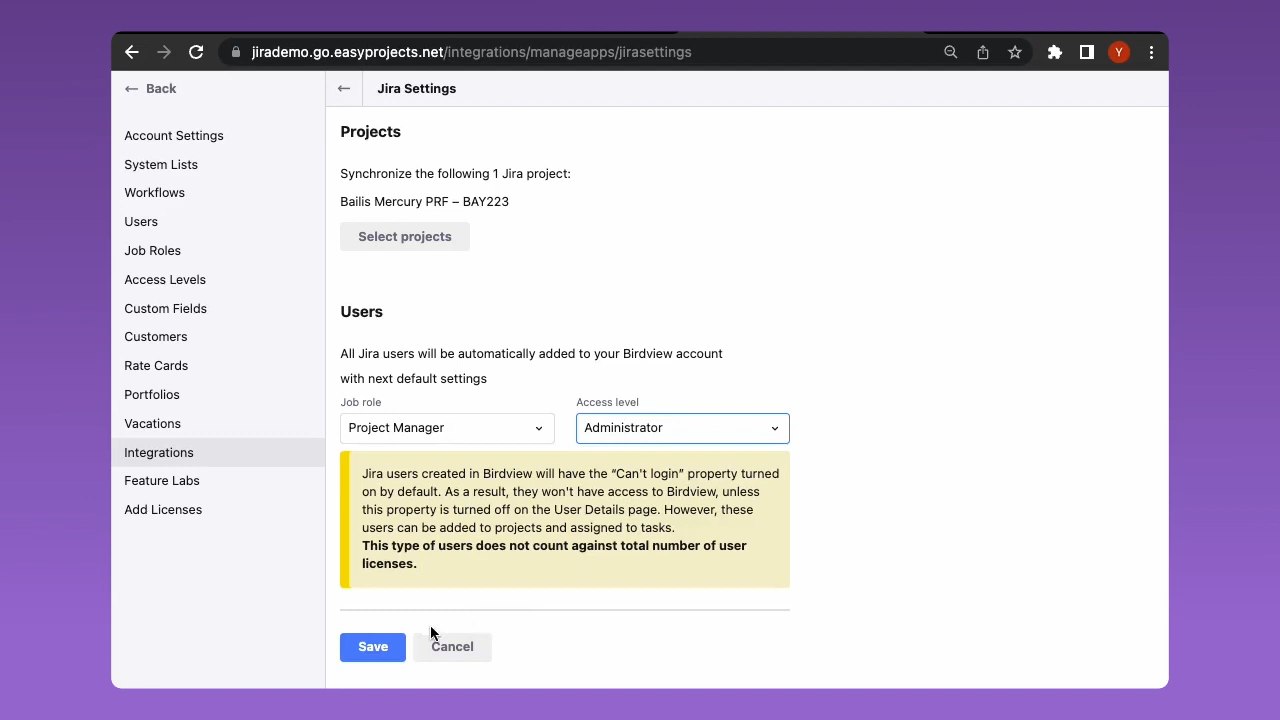 jirademo.go.easyprojects.net/integrations/manageapps/jirasettings
Y
Back
Jira Settings
Account Settings
System Lists
Workflows
Users
Job Roles
Access Levels
Custom Fields
Customers
Rate Cards
Portfolios
Vacations
Integrations
Feature Labs
Add Licenses
Projects
Synchronize the following 1 Jira project:
Bailis Mercury PRF – BAY223
Select projects
Users
All Jira users will be automatically added to your Birdview account
with next default settings
Job role
Access level
Project Manager
Administrator
Jira users created in Birdview will have the “Can't login” property turned
on by default. As a result, they won't have access to Birdview, unless
this property is turned off on the User Details page. However, these
users can be added to projects and assigned to tasks.
This type of users does not count against total number of user
licenses.
Save
Cancel